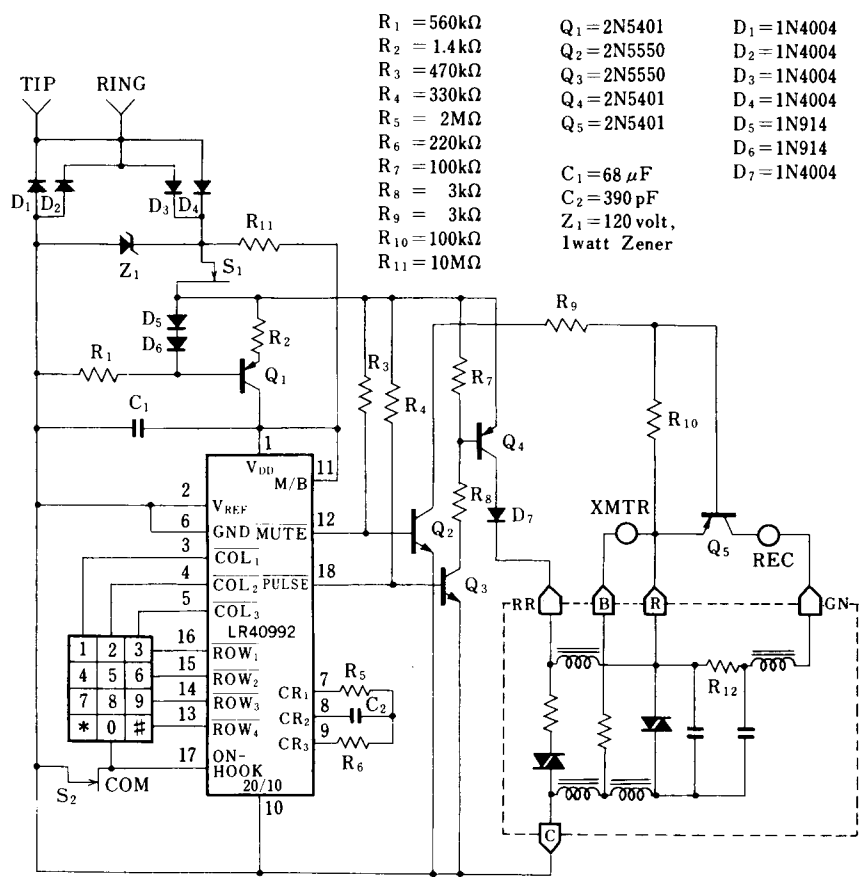 R1 = 560kΩ
R2 = 1.4kΩ
R3 = 470kΩ
R4 = 330kΩ
R5 = 2MΩ
R6 = 220kΩ
R7 = 100kΩ
R8 = 3kΩ
R9 = 3kΩ
R10 = 100kΩ
R11 = 10MΩ
Q1 = 2N5401
Q2 = 2N5550
Q3 = 2N5550
Q4 = 2N5401
Q5 = 2N5401
C1 = 68 μF
C2 = 390 pF
Z1 = 120 volt,
1watt Zener
D1 = 1N4004
D2 = 1N4004
D3 = 1N4004
D4 = 1N4004
D5 = 1N914
D6 = 1N914
D7 = 1N4004
TIP RING
D1 D2 D3 D4
R11
Z1 S1
D5
D6 R2
R1
Q1
C1
R3
R4
R9
R7
R8
Q4
D7
R10
XMTR
Q5
REC
Q2
Q3
1
VDD
11
M/B
2
VREF
6
GND
12
MUTE
3
COL1
4
COL2
18
PULSE
5
COL3
LR40992
16
ROW1
15
ROW2
14
ROW3
13
ROW4
17
ON-
HOOK
20/10
10
7
CR1
8
CR2
9
CR3
R5
C2
R6
1 2 3
4 5 6
7 8 9
* 0 #
S2
COM
RR B R GN
R12
C